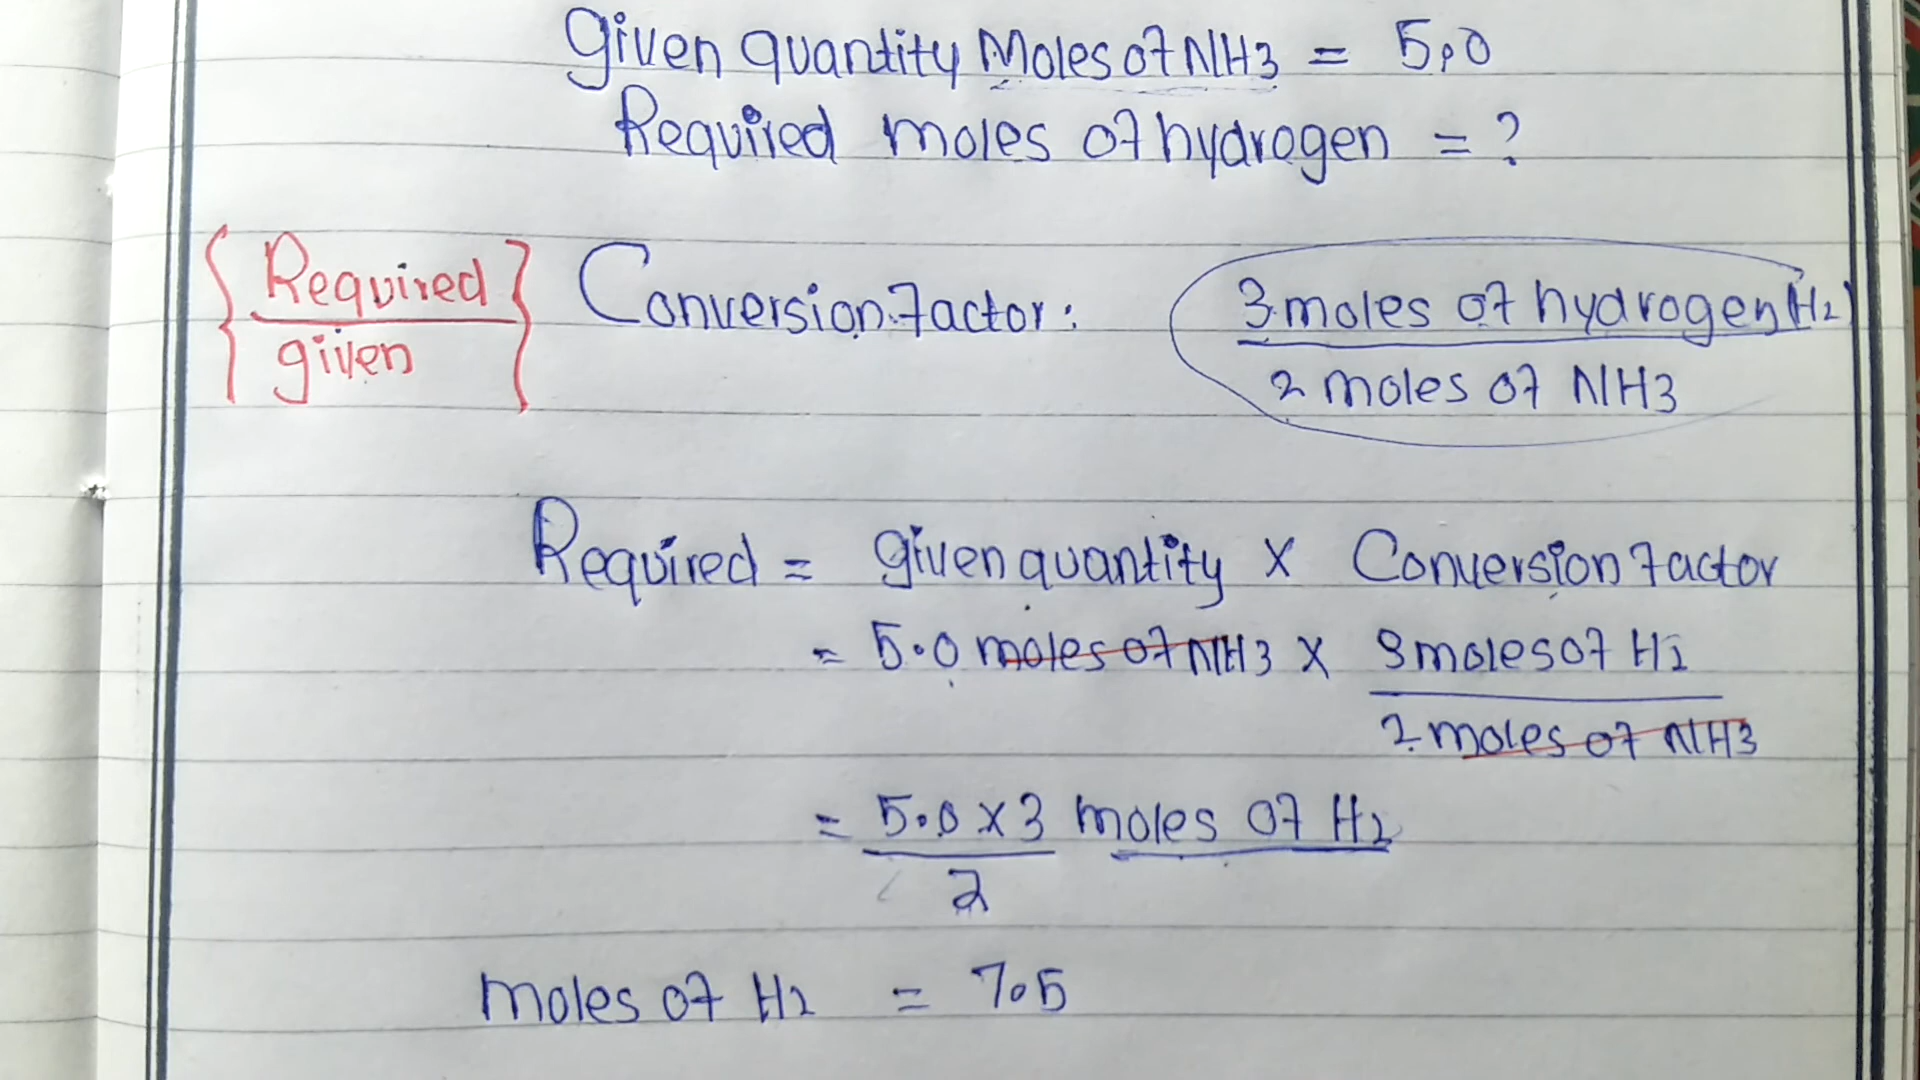 Given quantity Moles of NH3 = 5.0
Required moles of hydrogen = ?
{Required
given}
Conversion factor:
3 moles of hydrogen (H2)
2 moles of NH3
Required = given quantity x Conversion factor
= 5.0 moles of NH3 x 3 moles of H2
2 moles of NH3
= 5.0 x 3 moles of H2
2
moles of H2 = 7.5